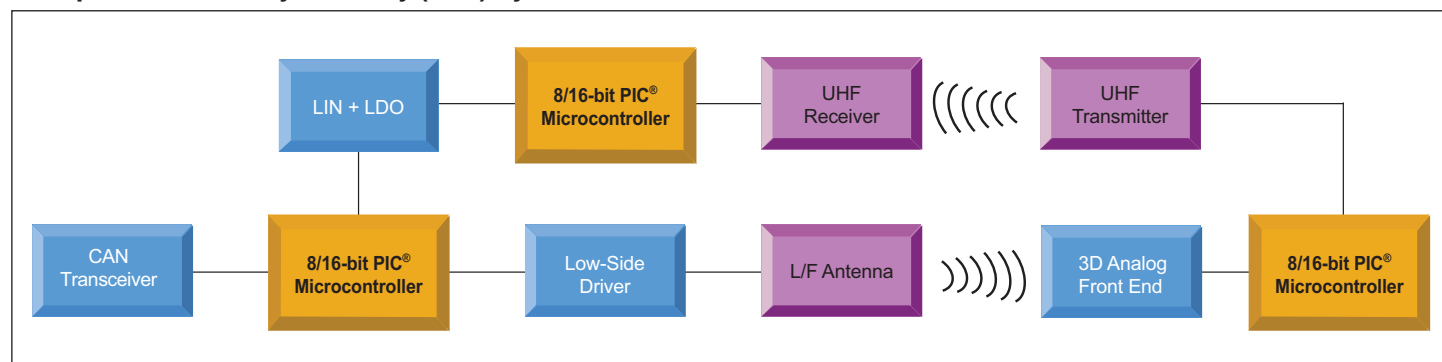 LIN + LDO
8/16-bit PIC®
Microcontroller
UHF
Receiver
UHF
Transmitter
CAN
Transceiver
8/16-bit PIC®
Microcontroller
Low-Side
Driver
L/F Antenna
3D Analog
Front End
8/16-bit PIC®
Microcontroller